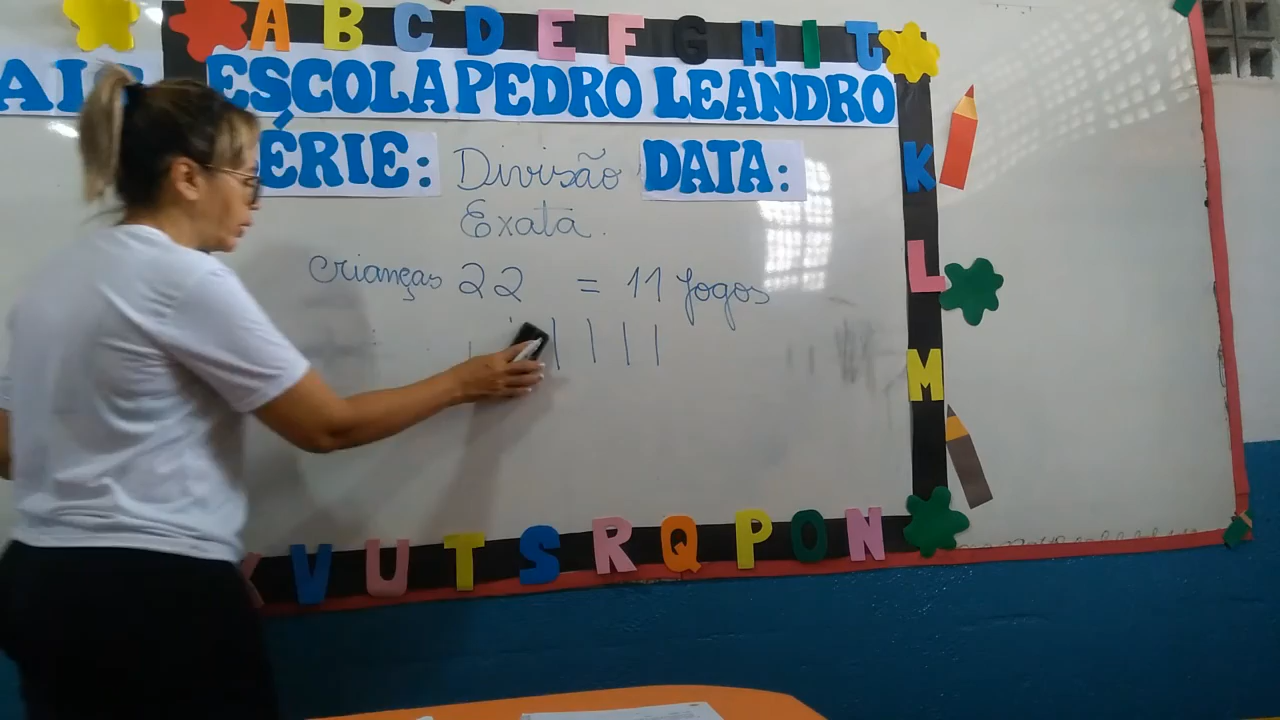 A B C D E F G H I J
ESCOLA PEDRO LEANDRO
ÉRIE: Divisão DATA:
Exata.
crianças 22 = 11 jogos
K
L
M
V U T S R Q P O N